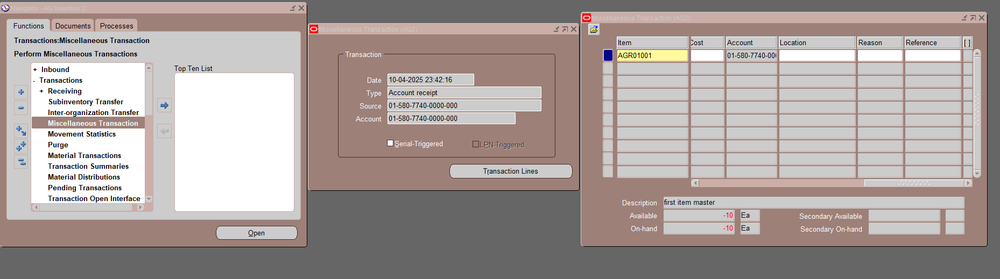 Navigator - AG Inventory 2
Functions
Documents
Processes
Transactions:Miscellaneous Transaction
Perform Miscellaneous Transactions
+ Inbound
- Transactions
+ Receiving
Subinventory Transfer
Inter-organization Transfer
Miscellaneous Transaction
Movement Statistics
Purge
Material Transactions
Transaction Summaries
Material Distributions
Pending Transactions
Transaction Open Interface
Top Ten List
Open
Miscellaneous Transaction (AG2)
Transaction
Date 10-04-2025 23:42:16
Type Account receipt
Source 01-580-7740-0000-000
Account 01-580-7740-0000-000
Serial-Triggered
LPN-Triggered
Transaction Lines
Miscellaneous Transaction (AG2)
Item Cost Account Location Reason Reference [ ]
AGR01001 01-580-7740-00
Description first item master
Available -10 Ea Secondary Available
On-hand -10 Ea Secondary On-hand